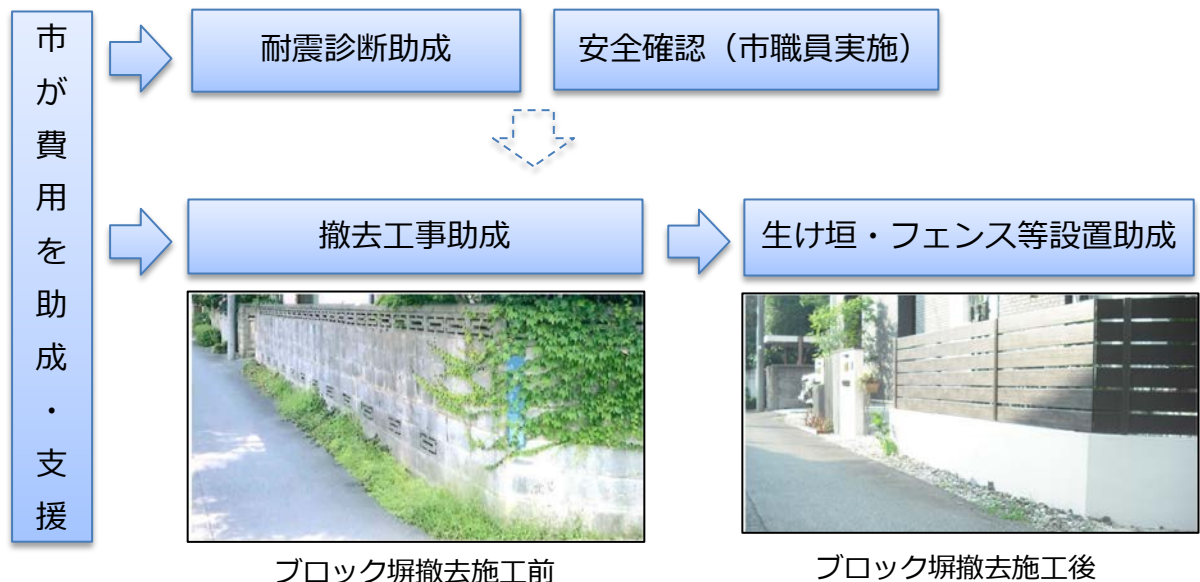 市が費用を助成・支援
耐震診断助成
安全確認（市職員実施）
撤去工事助成
生け垣・フェンス等設置助成
ブロック塀撤去施工前
ブロック塀撤去施工後